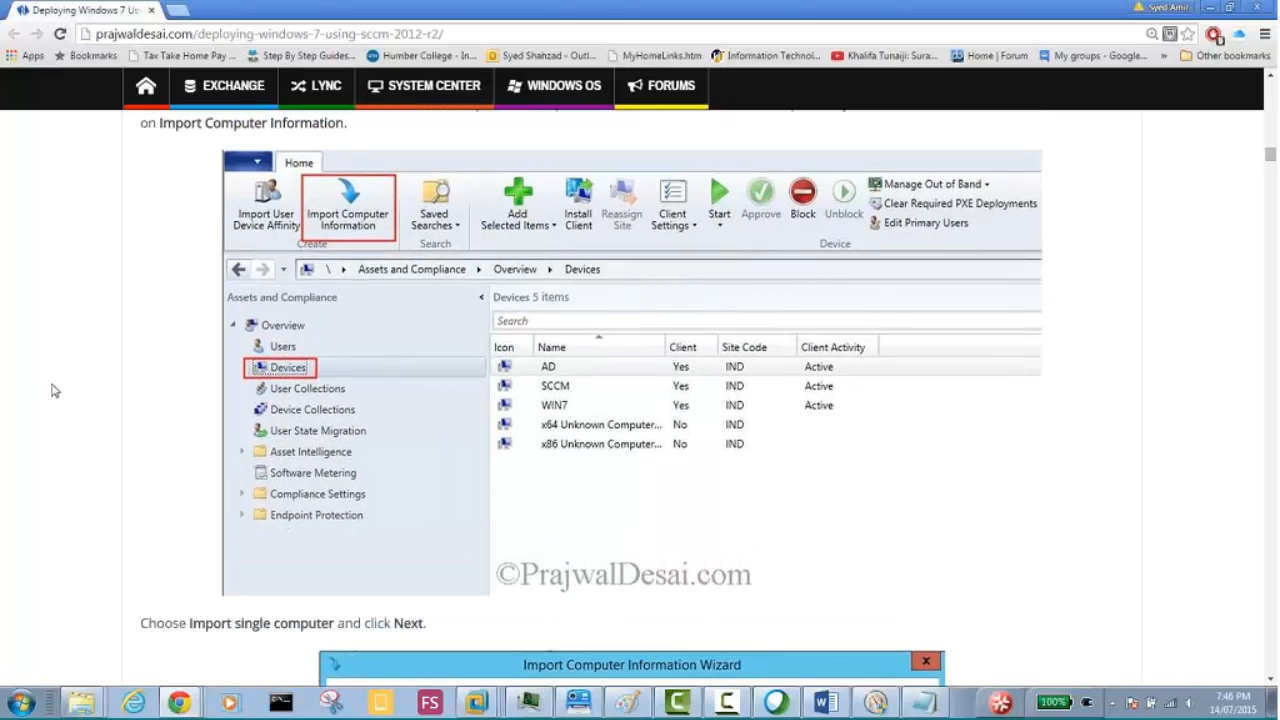 Deploying Windows 7 Us
Syed Amir
prajwaldesai.com/deploying-windows-7-using-sccm-2012-r2/
Apps Bookmarks Tax Take Home Pay ... Step By Step Guides... Humber College - In... Syed Shahzad - Outl... MyHomeLinks.htm Information Technol... Khalifa Tunaiji: Sura... Home | Forum My groups - Google... » Other bookmarks
EXCHANGE LYNC SYSTEM CENTER WINDOWS OS FORUMS
on Import Computer Information.
Home
Import User Device Affinity
Import Computer Information
Saved Searches
Add Selected Items
Install Client
Reassign Site
Client Settings
Start
Approve
Block
Unblock
Manage Out of Band
Clear Required PXE Deployments
Edit Primary Users
Create Search Device
\ Assets and Compliance Overview Devices
Assets and Compliance
Overview
Users
Devices
User Collections
Device Collections
User State Migration
Asset Intelligence
Software Metering
Compliance Settings
Endpoint Protection
Devices 5 items
Search
Icon Name Client Site Code Client Activity
AD Yes IND Active
SCCM Yes IND Active
WIN7 Yes IND Active
x64 Unknown Computer... No IND
x86 Unknown Computer... No IND
©PrajwalDesai.com
Choose Import single computer and click Next.
Import Computer Information Wizard
FS
100%
7:46 PM
14/07/2015